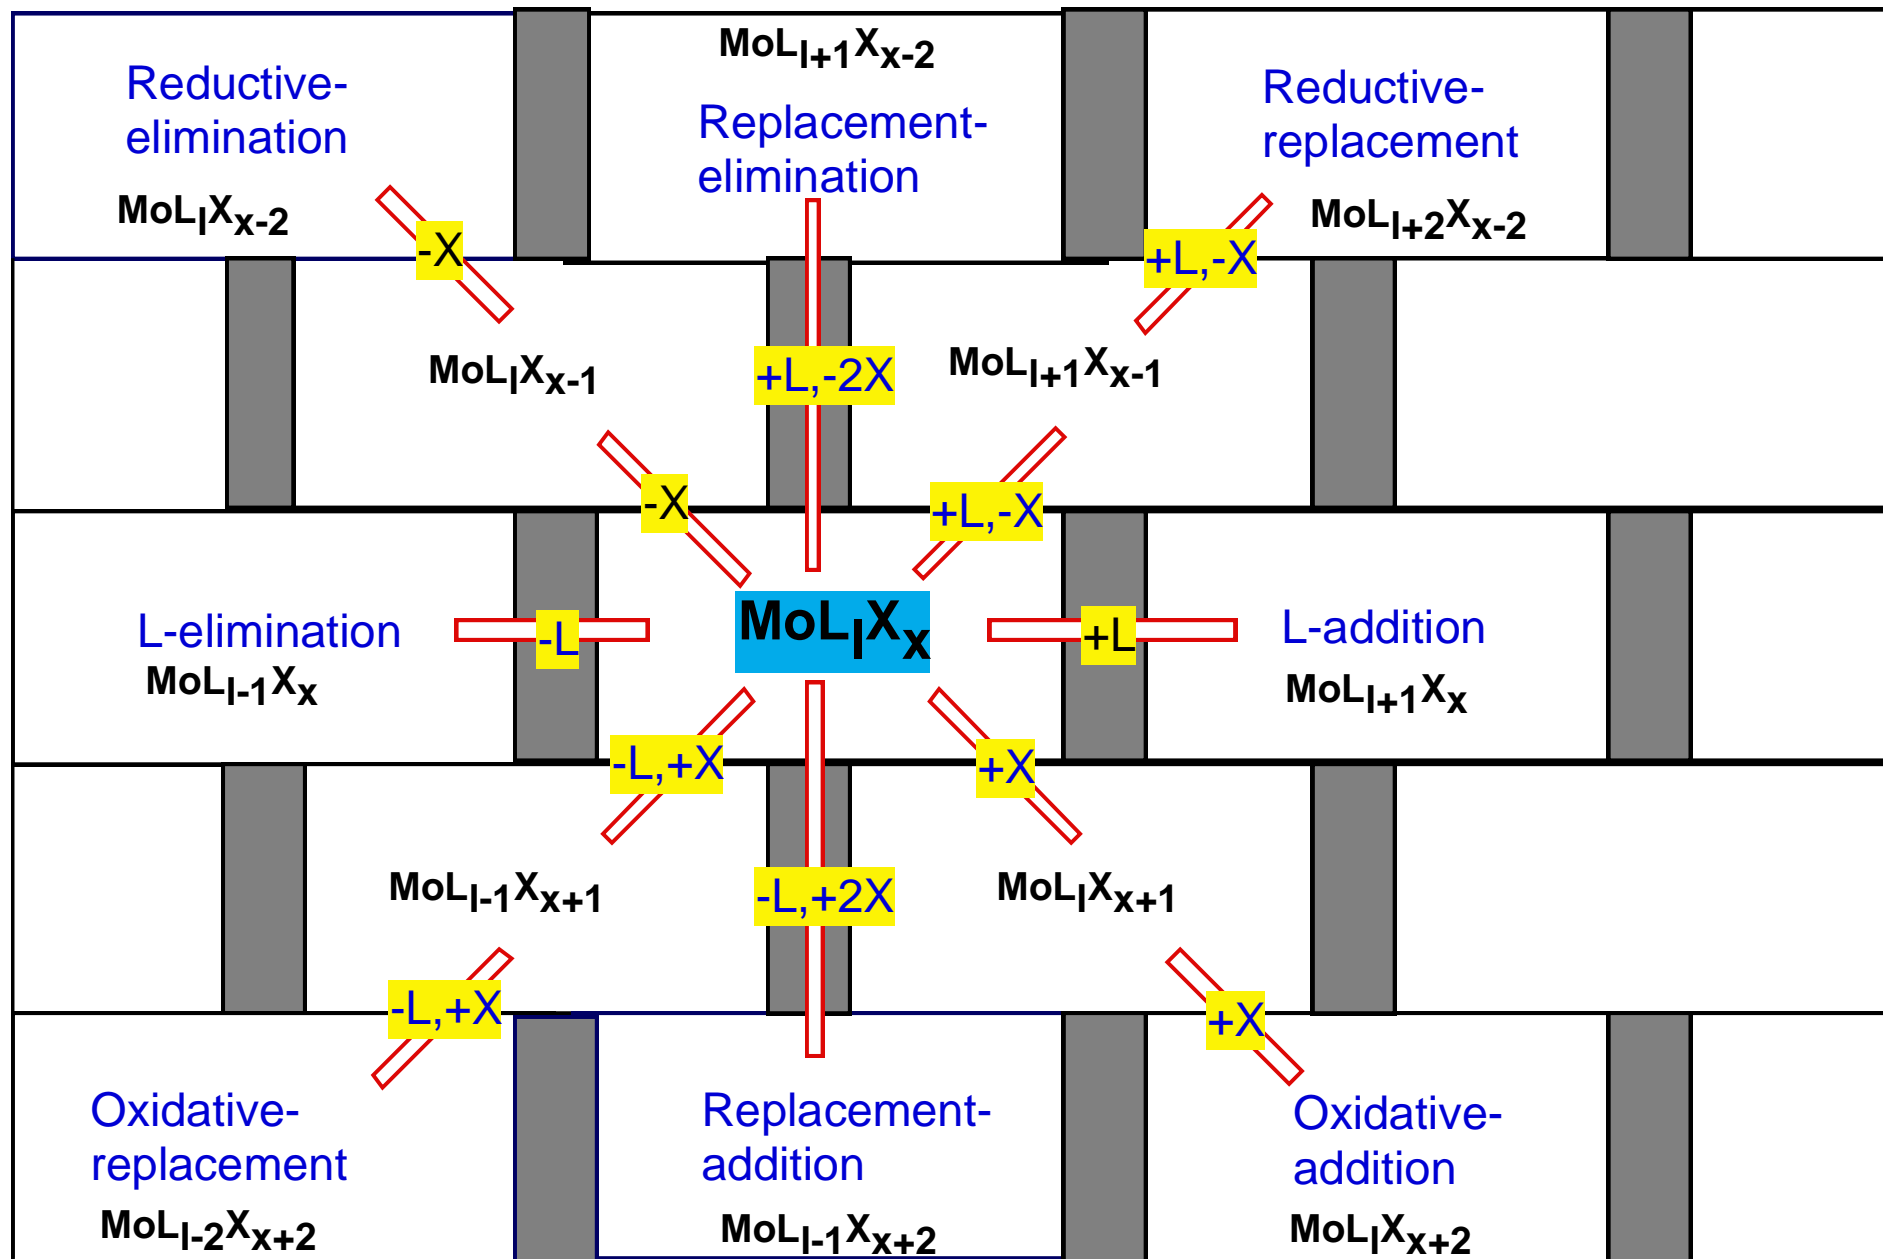 MoLl+1Xx-2
Reductive-
elimination
Replacement-
elimination
Reductive-
replacement
MoLlXx-2
MoLl+2Xx-2
-X
+L,-X
MoLlXx-1
+L,-2X
MoLl+1Xx-1
-X
+L,-X
L-elimination
MoLl-1Xx
-L
MoLlXx
+L
L-addition
MoLl+1Xx
-L,+X
+X
MoLl-1Xx+1
-L,+2X
MoLlXx+1
-L,+X
+X
Oxidative-
replacement
MoLl-2Xx+2
Replacement-
addition
MoLl-1Xx+2
Oxidative-
addition
MoLlXx+2